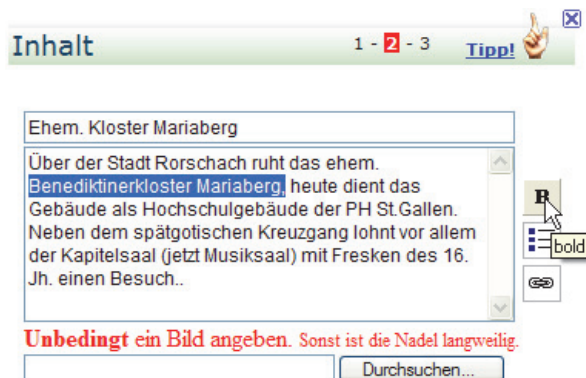 Inhalt
1 - 2 - 3
Tipp!
Ehem. Kloster Mariaberg
Über der Stadt Rorschach ruht das ehem.
Benediktinerkloster Mariaberg, heute dient das
Gebäude als Hochschulgebäude der PH St.Gallen.
Neben dem spätgotischen Kreuzgang lohnt vor allem
der Kapitelsaal (jetzt Musiksaal) mit Fresken des 16.
Jh. einen Besuch..
B
bold
Unbedingt ein Bild angeben. Sonst ist die Nadel langweilig.
Durchsuchen...